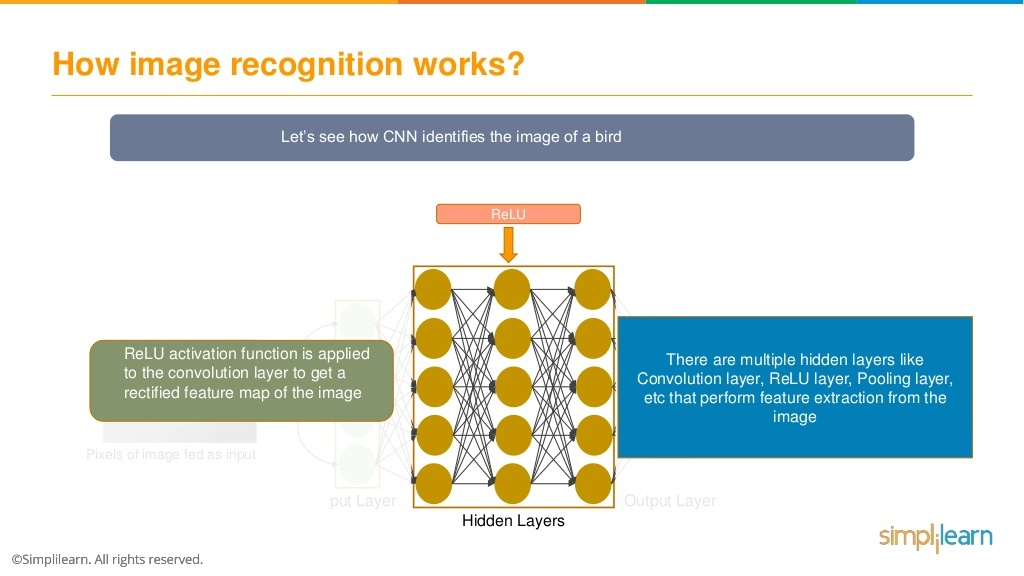 How image recognition works?
Let's see how CNN identifies the image of a bird
ReLU
ReLU activation function is applied
to the convolution layer to get a
rectified feature map of the image
There are multiple hidden layers like
Convolution layer, ReLU layer, Pooling layer,
etc that perform feature extraction from the
image
Pixels of image fed as input
put Layer
Output Layer
Hidden Layers
simplilearn
©Simplilearn. All rights reserved.